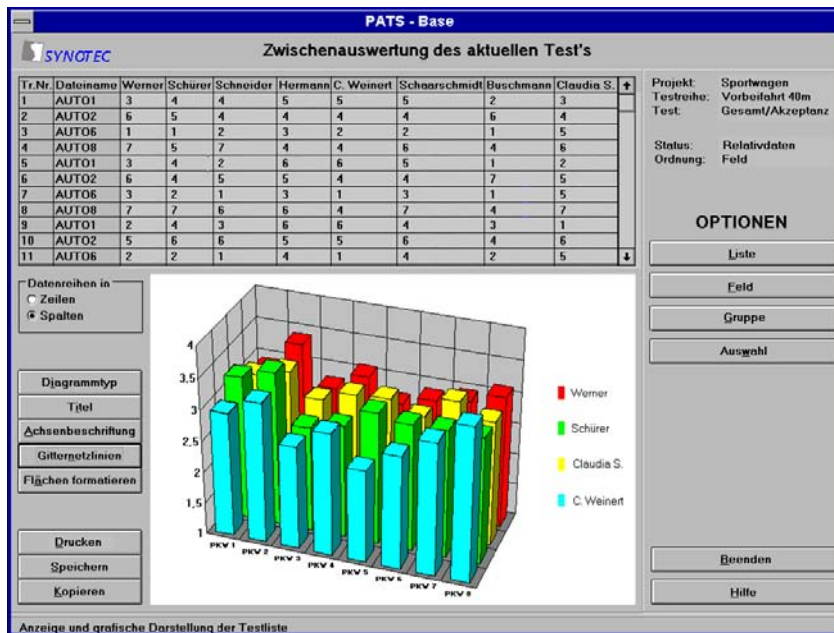 PATS - Base
SYNOTEC
Zwischenauswertung des aktuellen Test's
Tr.Nr. Dateiname Werner Schürer Schneider Hermann C. Weinert Schaarschmidt Buschmann Claudia S.
1 AUTO1 3 4 4 5 5 5 2 3
2 AUTO2 6 5 4 4 4 4 6 4
3 AUTO6 1 1 2 3 2 2 1 5
4 AUTO8 7 5 7 4 4 6 4 6
5 AUTO1 3 4 2 6 6 5 1 2
6 AUTO2 6 4 5 5 4 4 7 5
7 AUTO6 3 2 1 3 1 3 1 5
8 AUTO8 7 7 6 6 4 7 4 7
9 AUTO1 2 4 3 6 6 4 3 1
10 AUTO2 5 6 6 5 5 6 4 6
11 AUTO6 2 2 1 4 1 4 2 5
Projekt: Sportwagen
Testreihe: Vorbeifahrt 40m
Test: Gesamt/Akzeptanz
Status: Relativdaten
Ordnung: Feld
OPTIONEN
Liste
Feld
Gruppe
Auswahl
Datenreihen in
Zeilen
Spalten
Diagrammtyp
Titel
Achsenbeschriftung
Gitternetzlinien
Flächen formatieren
Drucken
Speichern
Kopieren
4
3,5
3
2,5
2
1,5
1
PKW 1
PKW 2
PKW 3
PKW 4
PKW 5
PKW 6
PKW 7
PKW 8
Werner
Schürer
Claudia S.
C. Weinert
Beenden
Hilfe
Anzeige und grafische Darstellung der Testliste